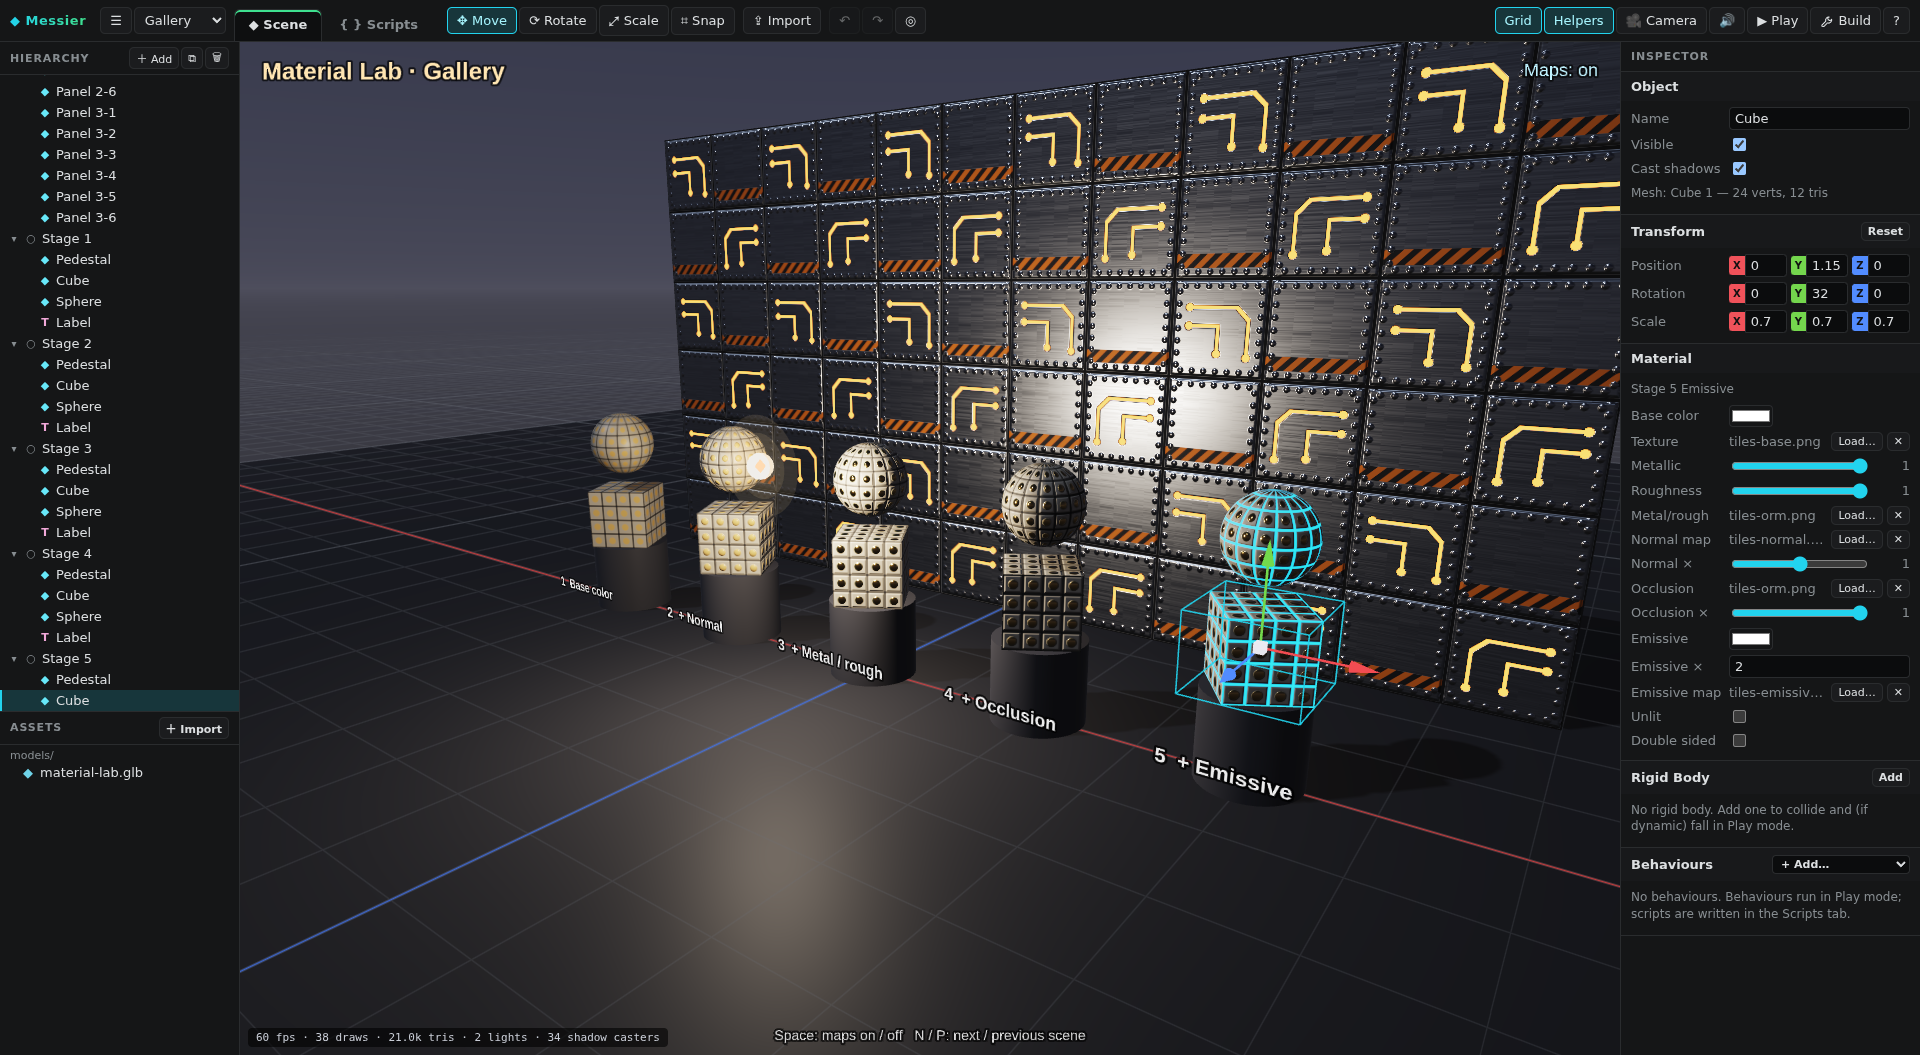 Messier
Gallery
Scene
{ } Scripts
Move
Rotate
Scale
Snap
Import
Grid
Helpers
Camera
Play
Build
?
HIERARCHY
+ Add
Panel 2-6
Panel 3-1
Panel 3-2
Panel 3-3
Panel 3-4
Panel 3-5
Panel 3-6
Stage 1
Pedestal
Cube
Sphere
T Label
Stage 2
Pedestal
Cube
Sphere
T Label
Stage 3
Pedestal
Cube
Sphere
T Label
Stage 4
Pedestal
Cube
Sphere
T Label
Stage 5
Pedestal
Cube
ASSETS
+ Import
models/
material-lab.glb
Material Lab · Gallery
Maps: on
1 Base color
2 + Normal
3 + Metal / rough
4 + Occlusion
5 + Emissive
60 fps · 38 draws · 21.0k tris · 2 lights · 34 shadow casters
Space: maps on / off N / P: next / previous scene
INSPECTOR
Object
Name Cube
Visible
Cast shadows
Mesh: Cube 1 — 24 verts, 12 tris
Transform Reset
Position X 0 Y 1.15 Z 0
Rotation X 0 Y 32 Z 0
Scale X 0.7 Y 0.7 Z 0.7
Material
Stage 5 Emissive
Base color
Texture tiles-base.png Load... ×
Metallic 1
Roughness 1
Metal/rough tiles-orm.png Load... ×
Normal map tiles-normal.... Load... ×
Normal × 1
Occlusion tiles-orm.png Load... ×
Occlusion × 1
Emissive
Emissive × 2
Emissive map tiles-emissiv... Load... ×
Unlit
Double sided
Rigid Body Add
No rigid body. Add one to collide and (if
dynamic) fall in Play mode.
Behaviours + Add...
No behaviours. Behaviours run in Play mode;
scripts are written in the Scripts tab.